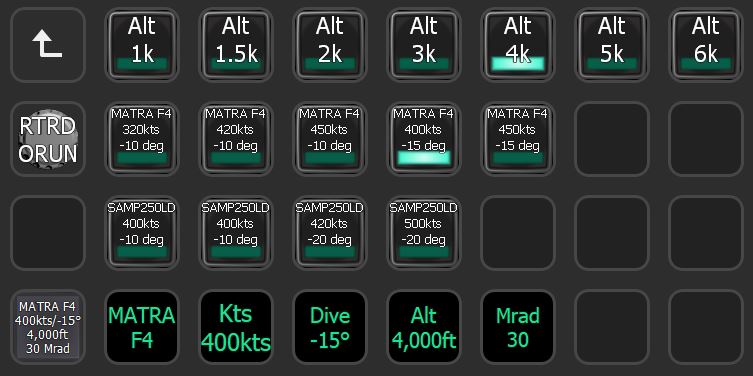 Alt
1k
Alt
1.5k
Alt
2k
Alt
3k
Alt
4k
Alt
5k
Alt
6k
RTRD
ORUN
MATRA F4
320kts
-10 deg
MATRA F4
420kts
-10 deg
MATRA F4
450kts
-10 deg
MATRA F4
400kts
-15 deg
MATRA F4
450kts
-15 deg
SAMP250LD
400kts
-10 deg
SAMP250LD
400kts
-10 deg
SAMP250LD
420kts
-20 deg
SAMP250LD
500kts
-20 deg
MATRA F4
400kts/-15°
4,000ft
30 Mrad
MATRA
F4
Kts
400kts
Dive
-15°
Alt
4,000ft
Mrad
30